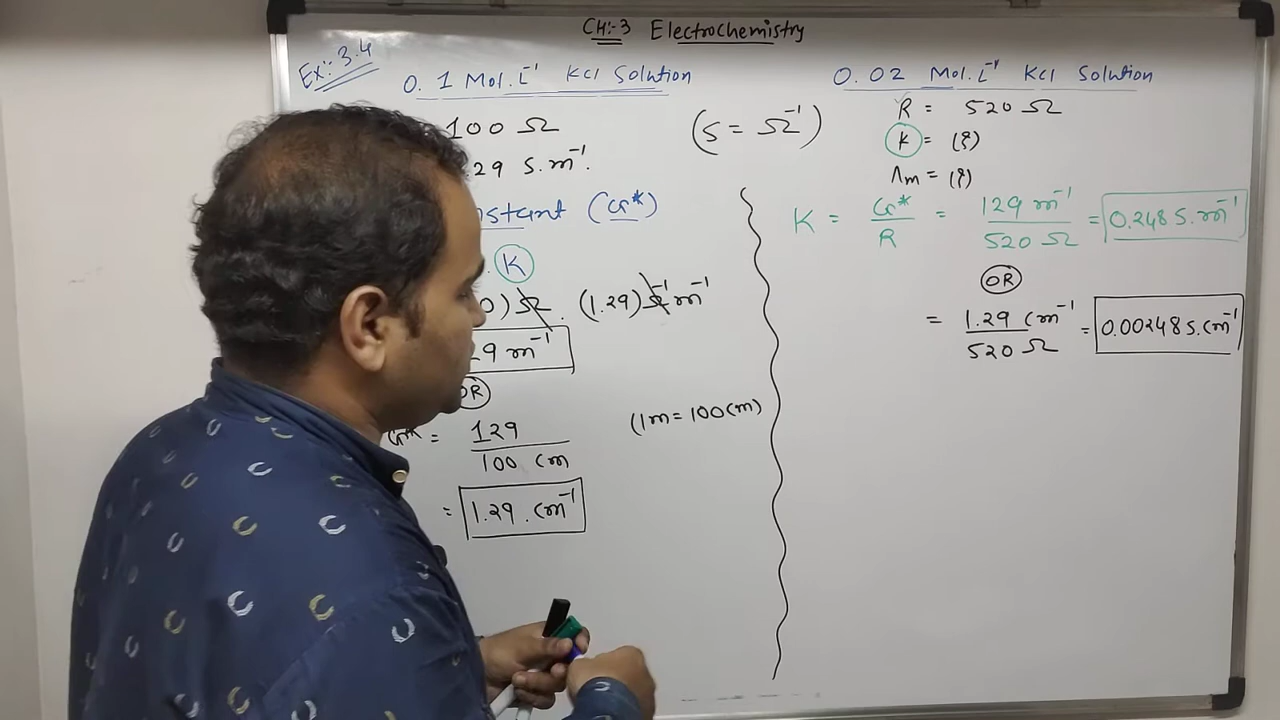 CH:-3 Electrochemistry
Ex:- 3.4
0.1 Mol.L⁻¹ KCl Solution
100 Ω
29 S.m⁻¹.
(S = Ω⁻¹)
nstant (G*)
. K
0) Ω . (1.29) Ω⁻¹ m⁻¹
9 m⁻¹
OR
G* = 129 / 100 Cm
(1m = 100 Cm)
= 1.29 . Cm⁻¹
0.02 Mol.L⁻¹ KCl Solution
R = 520 Ω
K = (?)
Λm = (?)
K = G* / R = 129 m⁻¹ / 520 Ω = 0.248 S.m⁻¹
OR
= 1.29 Cm⁻¹ / 520 Ω = 0.00248 S.Cm⁻¹